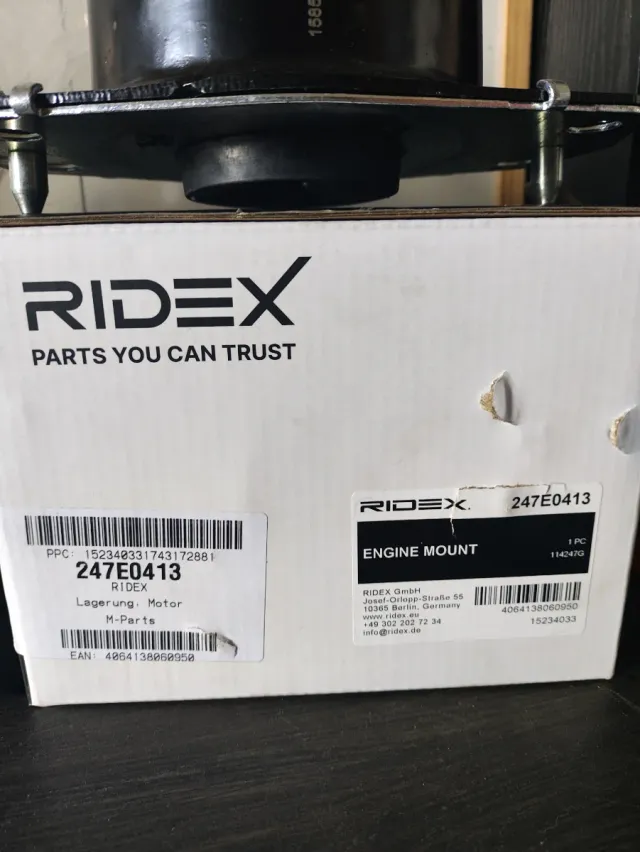 1585
RIDEX
PARTS YOU CAN TRUST
PPC: 152340331743172881
247E0413
RIDEX
Lagerung, Motor
M-Parts
EAN: 4064138060950
RIDEX. 247E0413
ENGINE MOUNT
1 PC
114247G
RIDEX GmbH
Josef-Orlopp-Straße 55
10365 Berlin, Germany
www.ridex.eu
+49 302 202 72 34
info@ridex.de
4064138060950
15234033